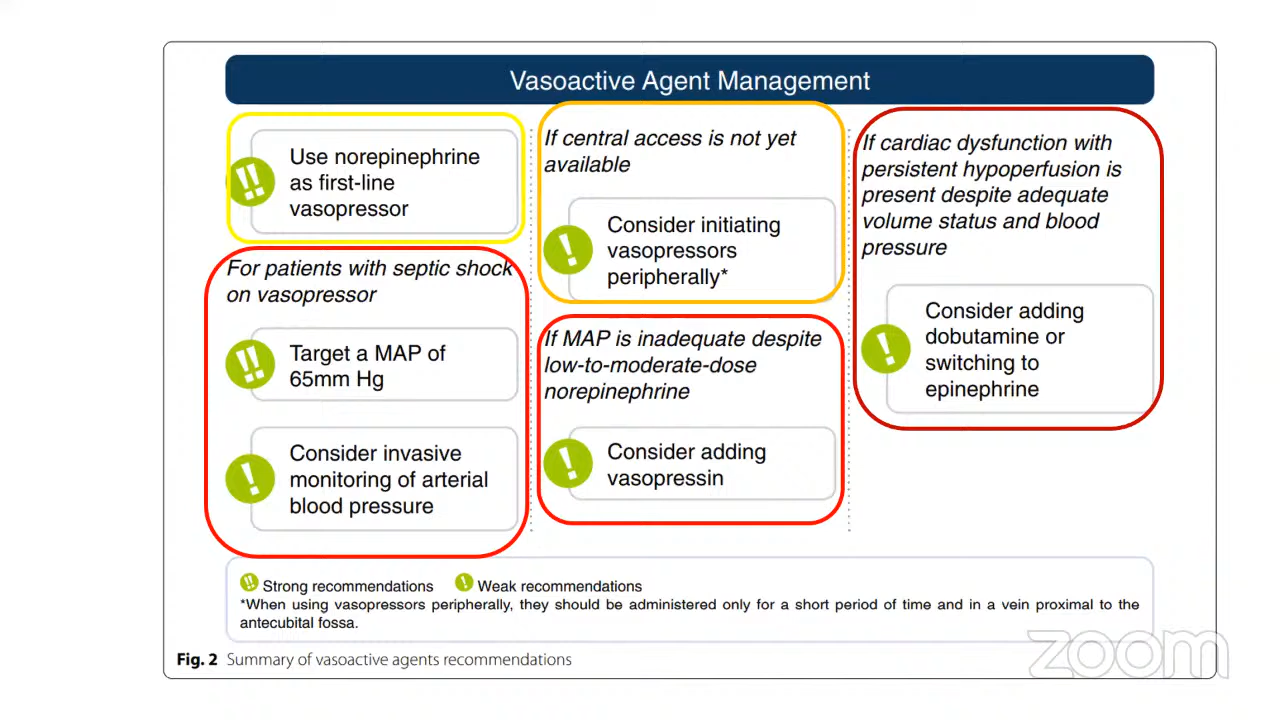 Vasoactive Agent Management
Use norepinephrine
as first-line
vasopressor
For patients with septic shock
on vasopressor
Target a MAP of
65mm Hg
Consider invasive
monitoring of arterial
blood pressure
If central access is not yet
available
Consider initiating
vasopressors
peripherally*
If MAP is inadequate despite
low-to-moderate-dose
norepinephrine
Consider adding
vasopressin
If cardiac dysfunction with
persistent hypoperfusion is
present despite adequate
volume status and blood
pressure
Consider adding
dobutamine or
switching to
epinephrine
Strong recommendations Weak recommendations
*When using vasopressors peripherally, they should be administered only for a short period of time and in a vein proximal to the
antecubital fossa.
Fig. 2 Summary of vasoactive agents recommendations
zoom